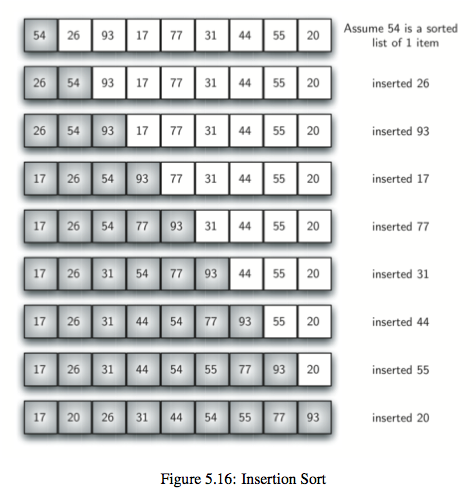 54 26 93 17 77 31 44 55 20 Assume 54 is a sorted
list of 1 item
26 54 93 17 77 31 44 55 20 inserted 26
26 54 93 17 77 31 44 55 20 inserted 93
17 26 54 93 77 31 44 55 20 inserted 17
17 26 54 77 93 31 44 55 20 inserted 77
17 26 31 54 77 93 44 55 20 inserted 31
17 26 31 44 54 77 93 55 20 inserted 44
17 26 31 44 54 55 77 93 20 inserted 55
17 20 26 31 44 54 55 77 93 inserted 20
Figure 5.16: Insertion Sort